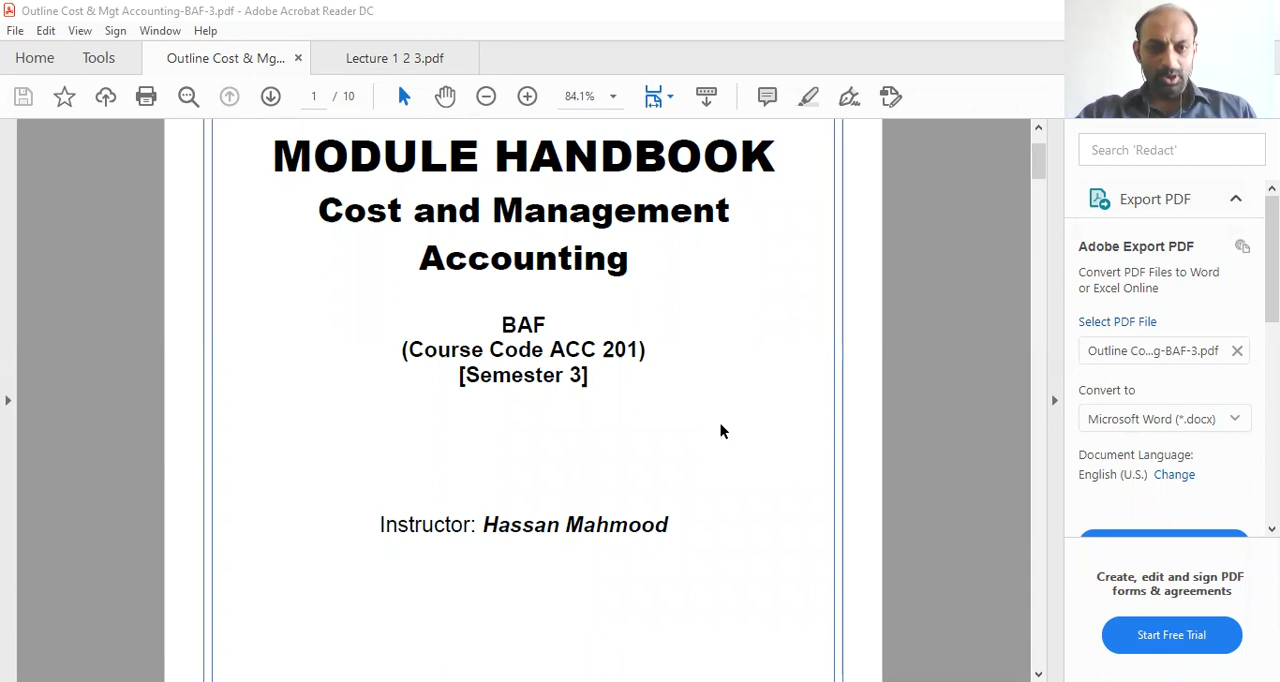 Outline Cost & Mgt Accounting-BAF-3.pdf - Adobe Acrobat Reader DC
File Edit View Sign Window Help
Home Tools Outline Cost & Mg... × Lecture 1 2 3.pdf
1 / 10 84.1%
MODULE HANDBOOK
Cost and Management
Accounting
BAF
(Course Code ACC 201)
[Semester 3]
Instructor: Hassan Mahmood
Search 'Redact'
Export PDF
Adobe Export PDF
Convert PDF Files to Word
or Excel Online
Select PDF File
Outline Co...g-BAF-3.pdf
Convert to
Microsoft Word (*.docx)
Document Language:
English (U.S.) Change
Create, edit and sign PDF
forms & agreements
Start Free Trial